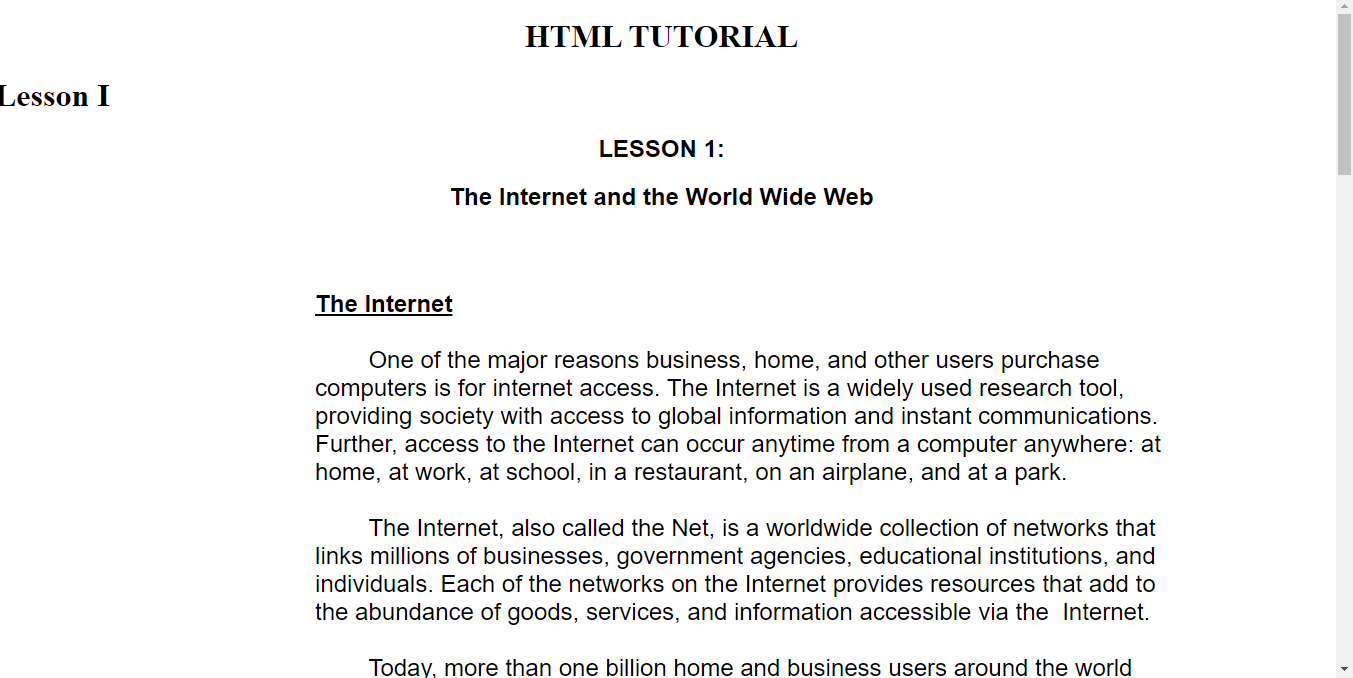 HTML TUTORIAL
Lesson I
LESSON 1:
The Internet and the World Wide Web
The Internet
One of the major reasons business, home, and other users purchase
computers is for internet access. The Internet is a widely used research tool,
providing society with access to global information and instant communications.
Further, access to the Internet can occur anytime from a computer anywhere: at
home, at work, at school, in a restaurant, on an airplane, and at a park.
The Internet, also called the Net, is a worldwide collection of networks that
links millions of businesses, government agencies, educational institutions, and
individuals. Each of the networks on the Internet provides resources that add to
the abundance of goods, services, and information accessible via the  Internet.
Today, more than one billion home and business users around the world